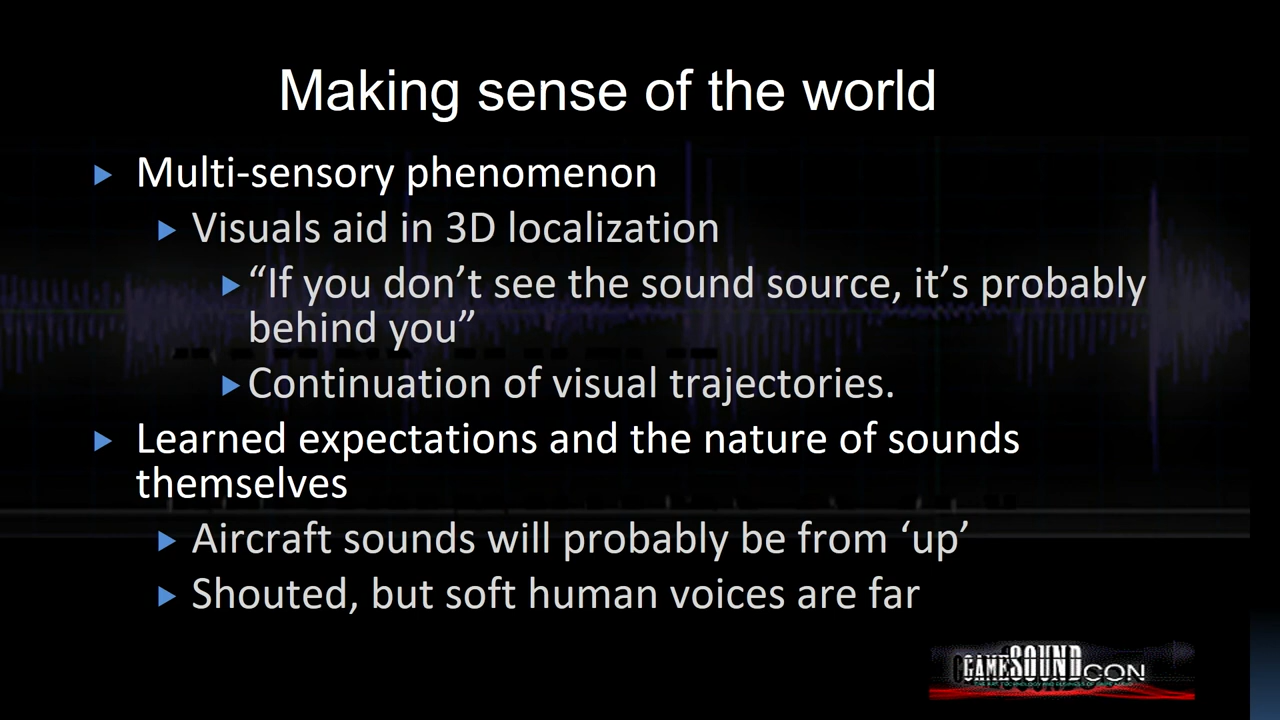 Making sense of the world
Multi-sensory phenomenon
Visuals aid in 3D localization
“If you don’t see the sound source, it’s probably
behind you”
Continuation of visual trajectories.
Learned expectations and the nature of sounds
themselves
Aircraft sounds will probably be from ‘up’
Shouted, but soft human voices are far
GAMESOUNDCON